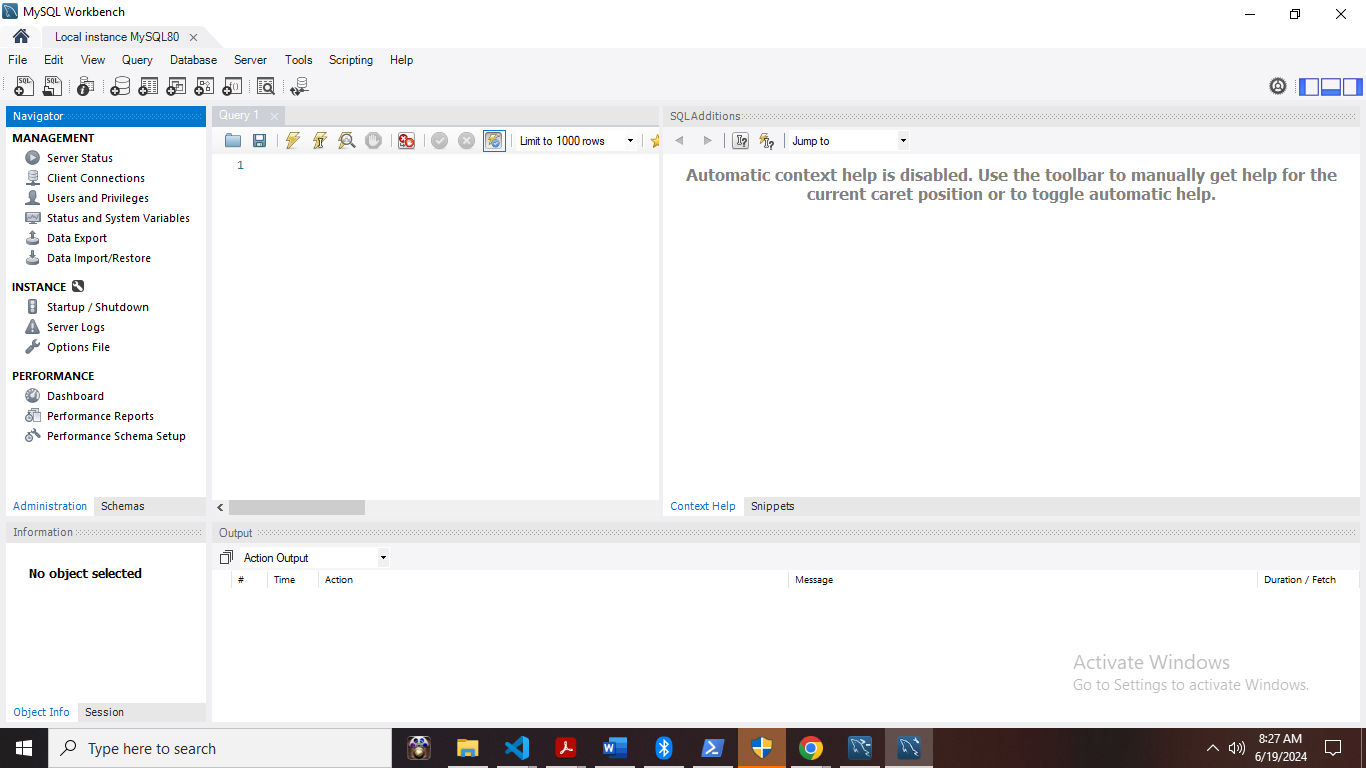 MySQL Workbench
Local instance MySQL80
File Edit View Query Database Server Tools Scripting Help
Navigator
MANAGEMENT
Server Status
Client Connections
Users and Privileges
Status and System Variables
Data Export
Data Import/Restore
INSTANCE
Startup / Shutdown
Server Logs
Options File
PERFORMANCE
Dashboard
Performance Reports
Performance Schema Setup
Administration Schemas
Query 1
Limit to 1000 rows
1
SQLAdditions
Jump to
Automatic context help is disabled. Use the toolbar to manually get help for the
current caret position or to toggle automatic help.
Context Help Snippets
Information
No object selected
Object Info Session
Output
Action Output
# Time Action Message Duration / Fetch
Activate Windows
Go to Settings to activate Windows.
Type here to search
8:27 AM
6/19/2024